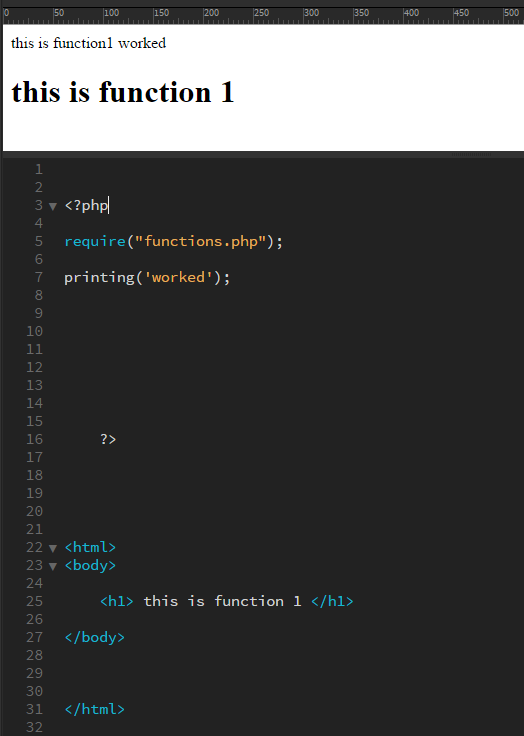 0 50 100 150 200 250 300 350 400 450 500
this is function1 worked
this is function 1
1
2
3 ▼ <?php
4
5 require("functions.php");
6
7 printing('worked');
8
9
10
11
12
13
14
15
16 ?>
17
18
19
20
21
22 ▼ <html>
23 ▼ <body>
24
25 <h1> this is function 1 </h1>
26
27 </body>
28
29
30
31 </html>
32